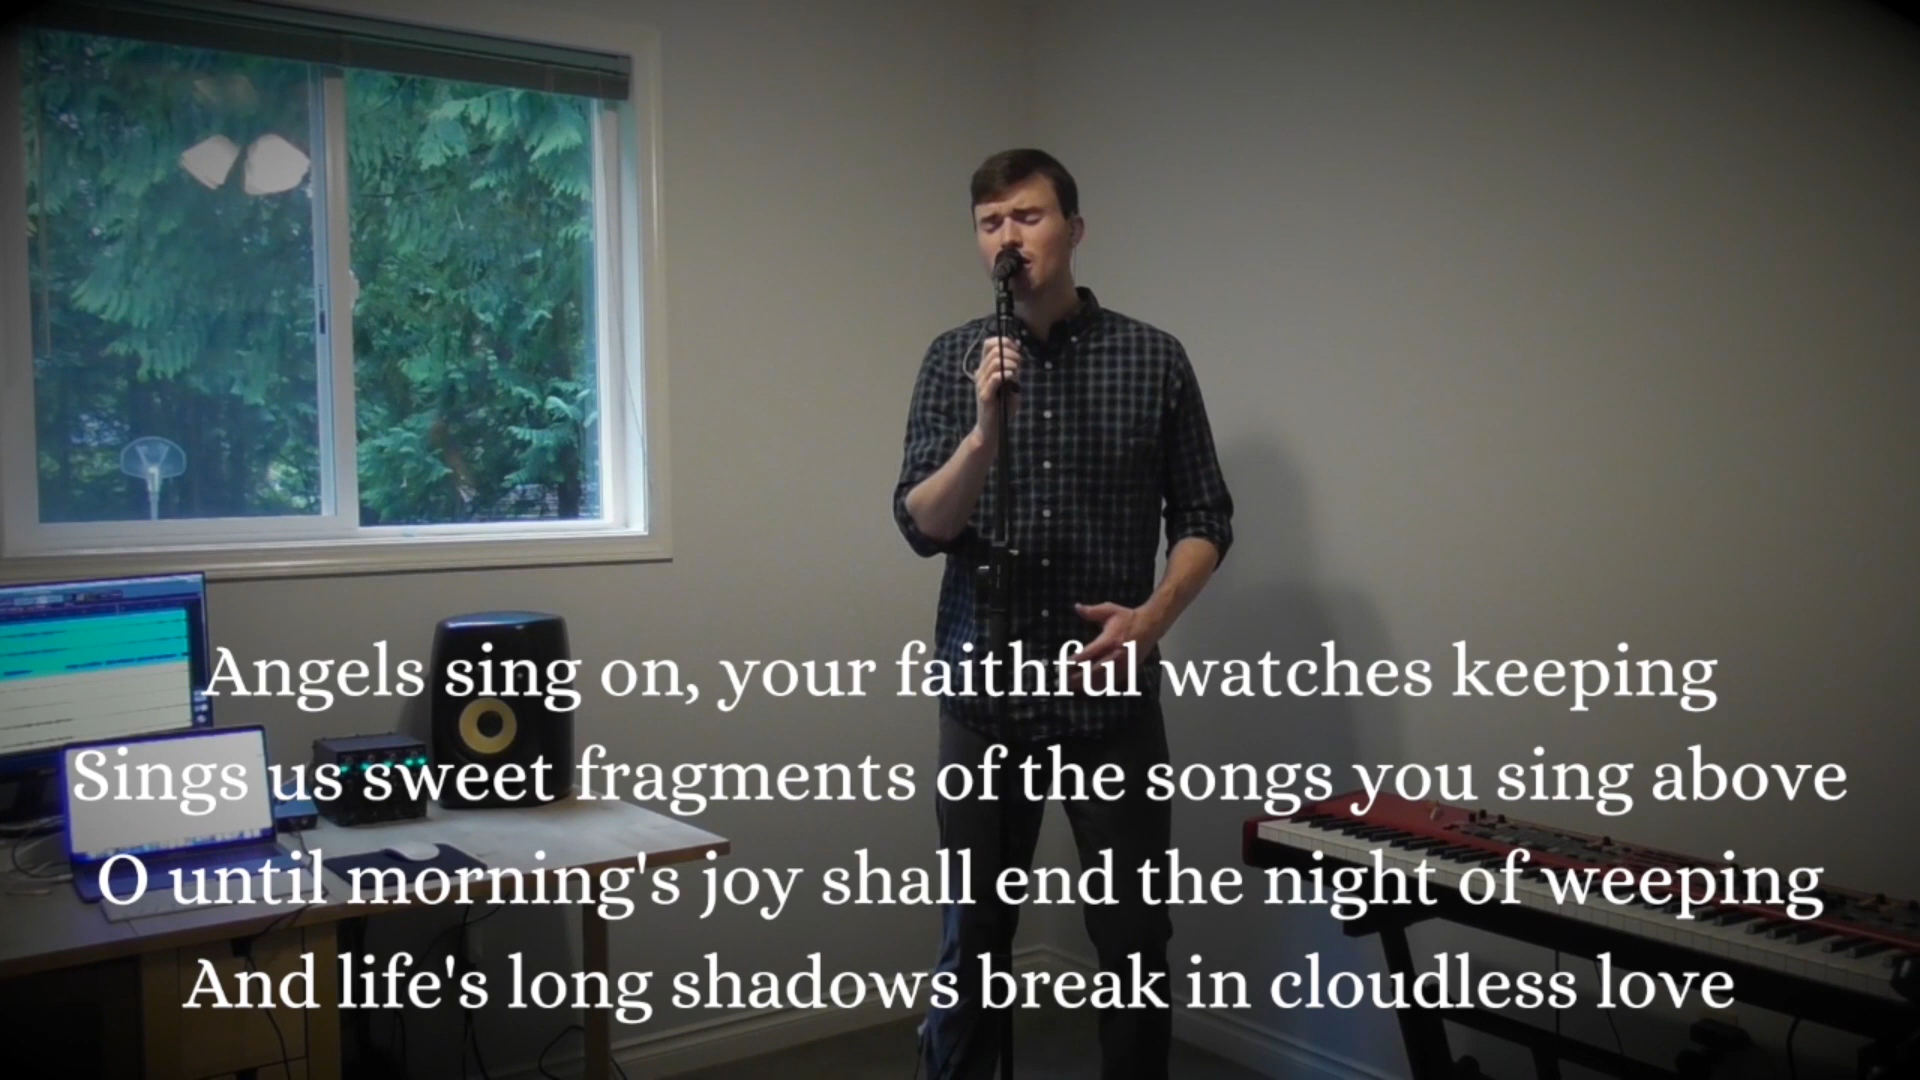 Angels sing on, your faithful watches keeping
Sings us sweet fragments of the songs you sing above
O until morning's joy shall end the night of weeping
And life's long shadows break in cloudless love